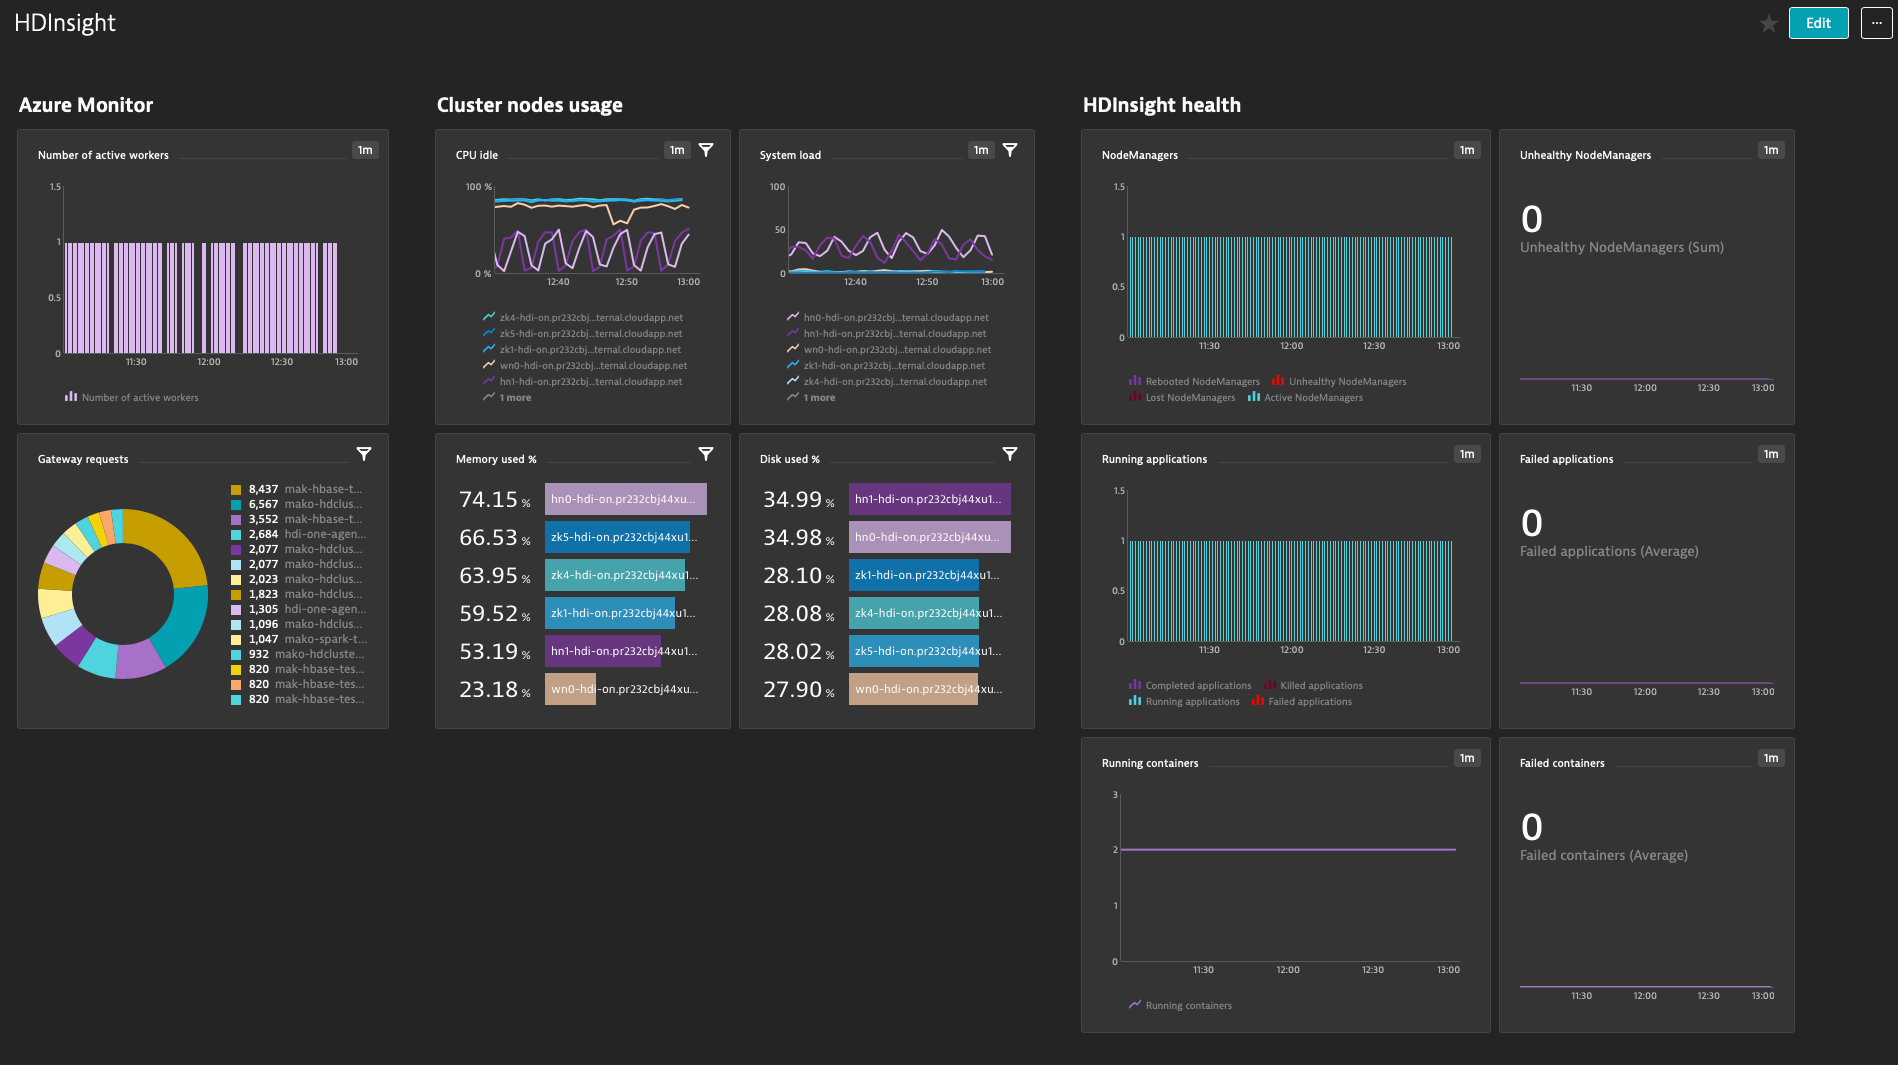 HDInsight
Edit
...
Azure Monitor
Number of active workers
1m
1.5
1
0.5
0
11:30 12:00 12:30 13:00
Number of active workers
Gateway requests
8,437 mak-hbase-t...
6,567 mako-hdclus...
3,552 mak-hbase-t...
2,684 hdi-one-agen...
2,077 mako-hdclus...
2,077 mako-hdclus...
2,023 mako-hdclus...
1,823 mako-hdclus...
1,305 hdi-one-agen...
1,096 mako-hdclus...
1,047 mako-spark-t...
932 mako-hdcluste...
820 mak-hbase-tes...
820 mak-hbase-tes...
820 mak-hbase-tes...
Cluster nodes usage
CPU idle
1m
100 %
0 %
12:40 12:50 13:00
zk4-hdi-on.pr232cbj...ternal.cloudapp.net
zk5-hdi-on.pr232cbj...ternal.cloudapp.net
zk1-hdi-on.pr232cbj...ternal.cloudapp.net
wn0-hdi-on.pr232cbj...ternal.cloudapp.net
hn1-hdi-on.pr232cbj...ternal.cloudapp.net
1 more
System load
1m
100
50
0
12:40 12:50 13:00
hn0-hdi-on.pr232cbj...ternal.cloudapp.net
hn1-hdi-on.pr232cbj...ternal.cloudapp.net
wn0-hdi-on.pr232cbj...ternal.cloudapp.net
zk1-hdi-on.pr232cbj...ternal.cloudapp.net
zk4-hdi-on.pr232cbj...ternal.cloudapp.net
1 more
Memory used %
74.15 % hn0-hdi-on.pr232cbj44xu...
66.53 % zk5-hdi-on.pr232cbj44xu1...
63.95 % zk4-hdi-on.pr232cbj44xu1...
59.52 % zk1-hdi-on.pr232cbj44xu1...
53.19 % hn1-hdi-on.pr232cbj44xu1...
23.18 % wn0-hdi-on.pr232cbj44xu...
Disk used %
34.99 % hn1-hdi-on.pr232cbj44xu1...
34.98 % hn0-hdi-on.pr232cbj44xu...
28.10 % zk1-hdi-on.pr232cbj44xu1...
28.08 % zk4-hdi-on.pr232cbj44xu1...
28.02 % zk5-hdi-on.pr232cbj44xu1...
27.90 % wn0-hdi-on.pr232cbj44xu...
HDInsight health
NodeManagers
1m
1.5
1
0.5
0
11:30 12:00 12:30 13:00
Rebooted NodeManagers Unhealthy NodeManagers
Lost NodeManagers Active NodeManagers
Unhealthy NodeManagers
1m
0
Unhealthy NodeManagers (Sum)
11:30 12:00 12:30 13:00
Running applications
1m
1.5
1
0.5
0
11:30 12:00 12:30 13:00
Completed applications Killed applications
Running applications Failed applications
Failed applications
1m
0
Failed applications (Average)
11:30 12:00 12:30 13:00
Running containers
1m
3
2
1
0
11:30 12:00 12:30 13:00
Running containers
Failed containers
1m
0
Failed containers (Average)
11:30 12:00 12:30 13:00